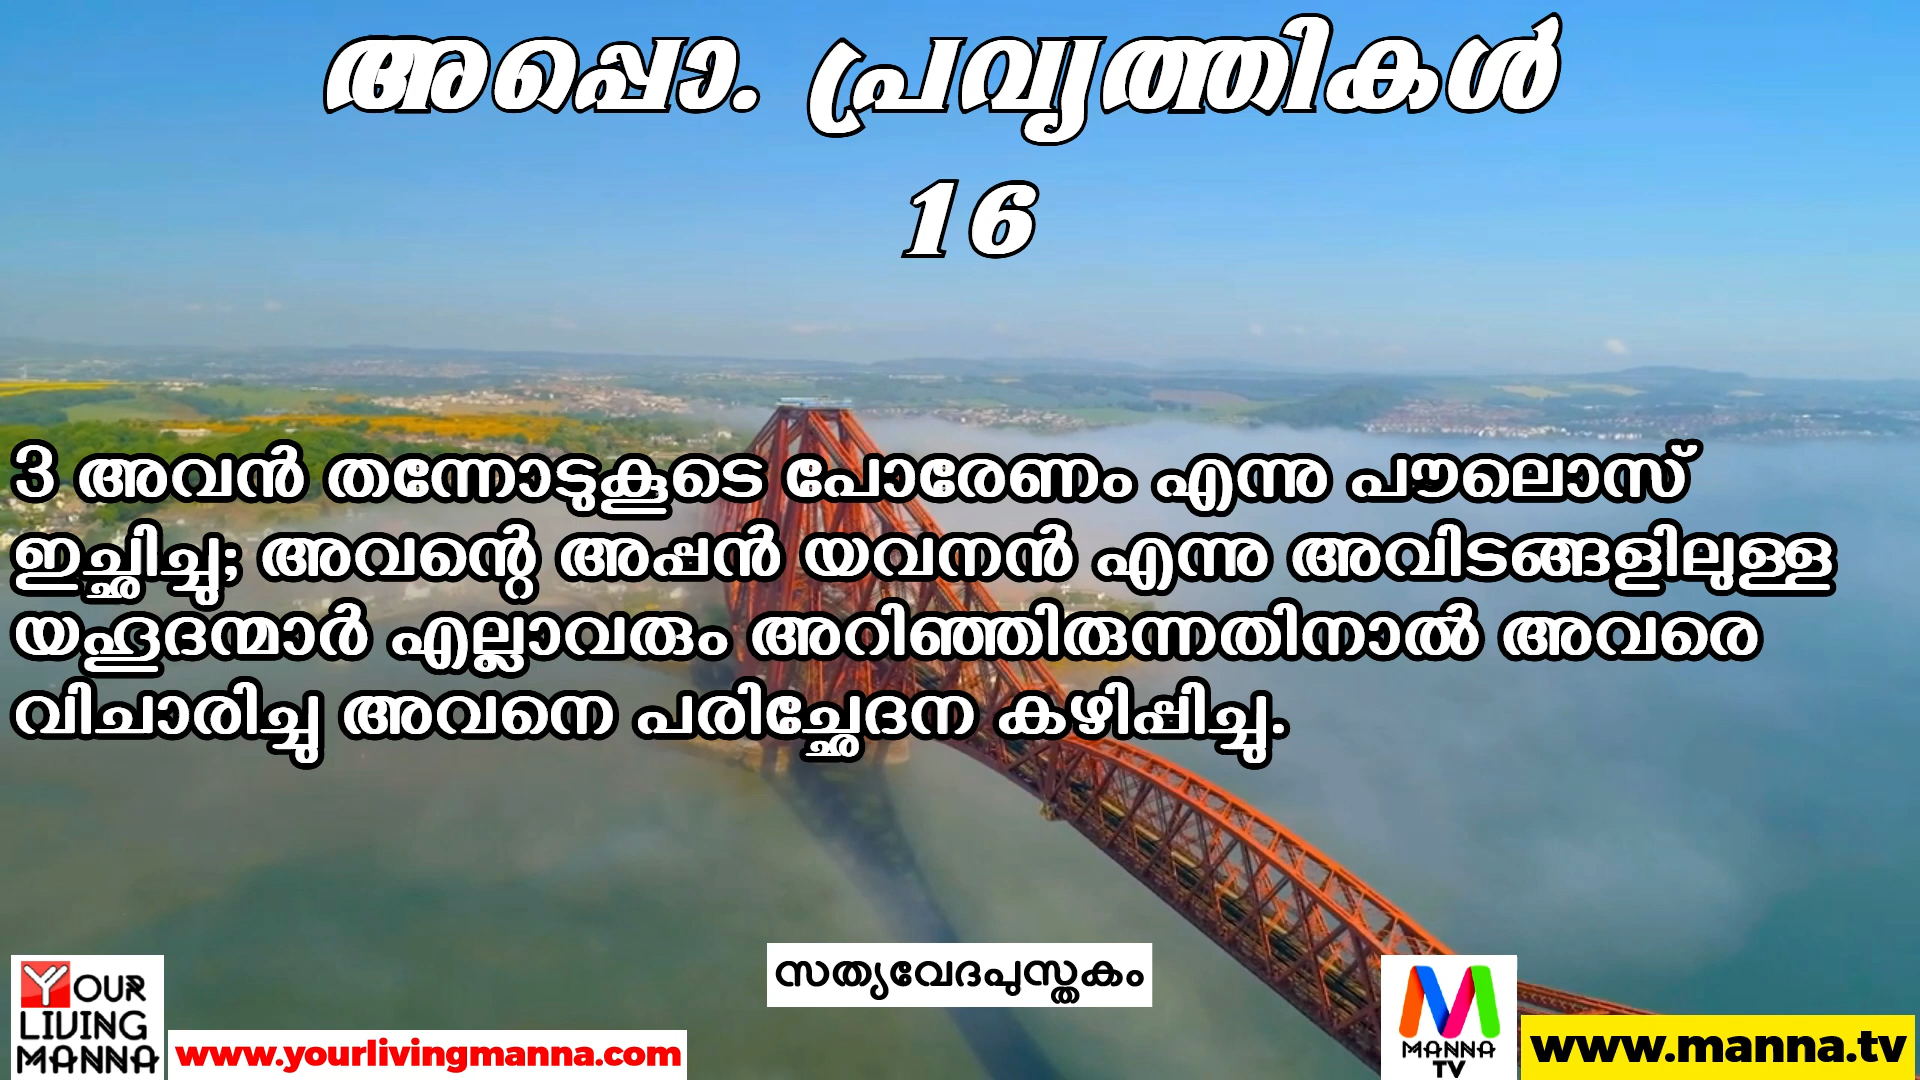 അപ്പൊ. പ്രവൃത്തികൾ
16
3 അവൻ തന്നോടുകൂടെ പോരേണം എന്നു പൗലൊസ്
ഇച്ഛിച്ചു; അവന്റെ അപ്പൻ യവനൻ എന്നു അവിടങ്ങളിലുള്ള
യഹൂദന്മാർ എല്ലാവരും അറിഞ്ഞിരുന്നതിനാൽ അവരെ
വിചാരിച്ചു അവനെ പരിച്ഛേദന കഴിപ്പിച്ചു.
സത്യവേദപുസ്തകം
YOUR
LIVING
MANNA
www.yourlivingmanna.com
M
MANNA
TV
www.manna.tv